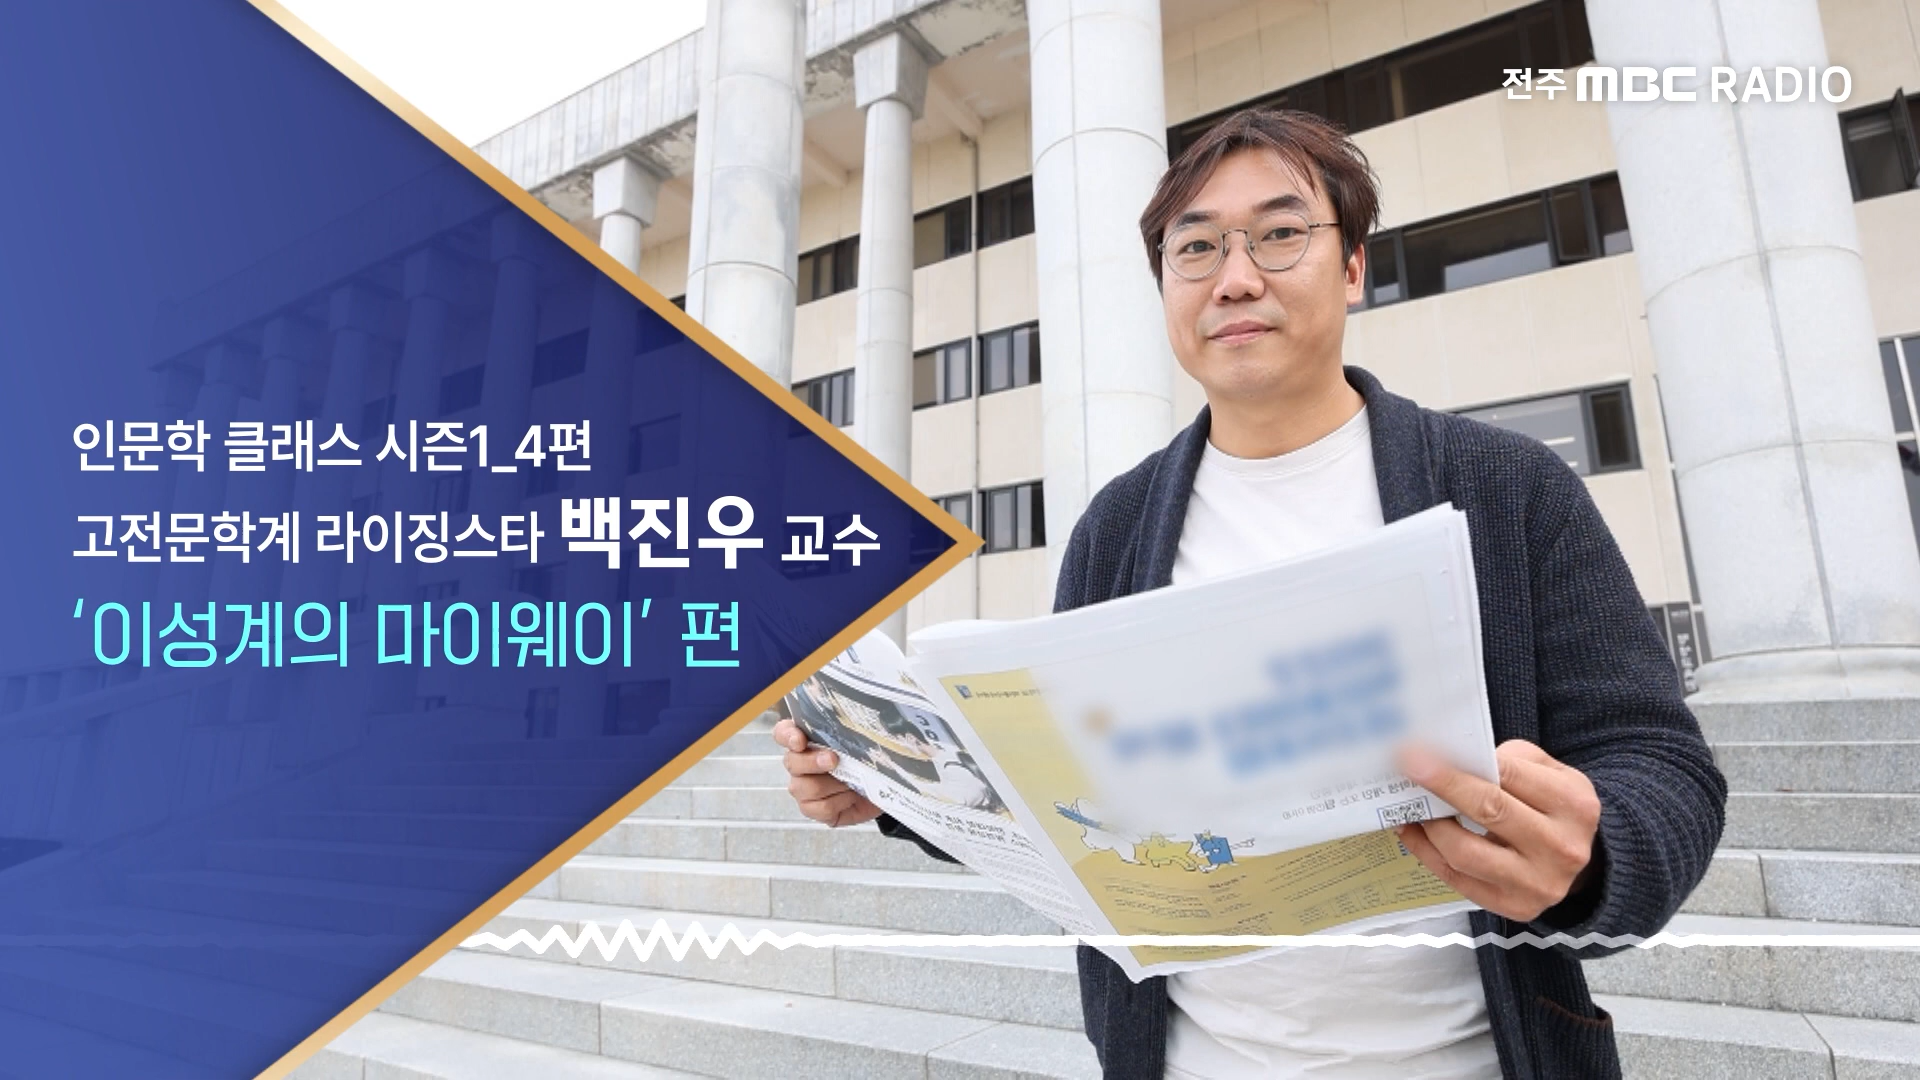 전주 MBC RADIO
인문학 클래스 시즌1_4편
고전문학계 라이징스타 백진우 교수
‘이성계의 마이웨이’ 편